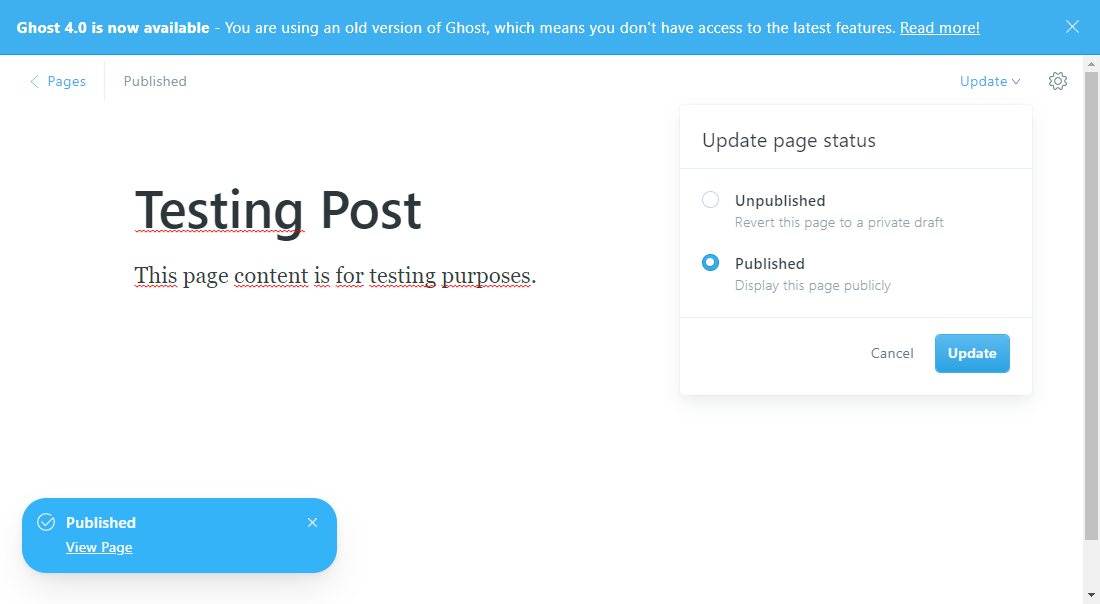 Ghost 4.0 is now available - You are using an old version of Ghost, which means you don't have access to the latest features. Read more!
Pages
Published
Update
Update page status
Testing Post
Unpublished
Revert this page to a private draft
This page content is for testing purposes.
Published
Display this page publicly
Cancel
Update
Published
View Page